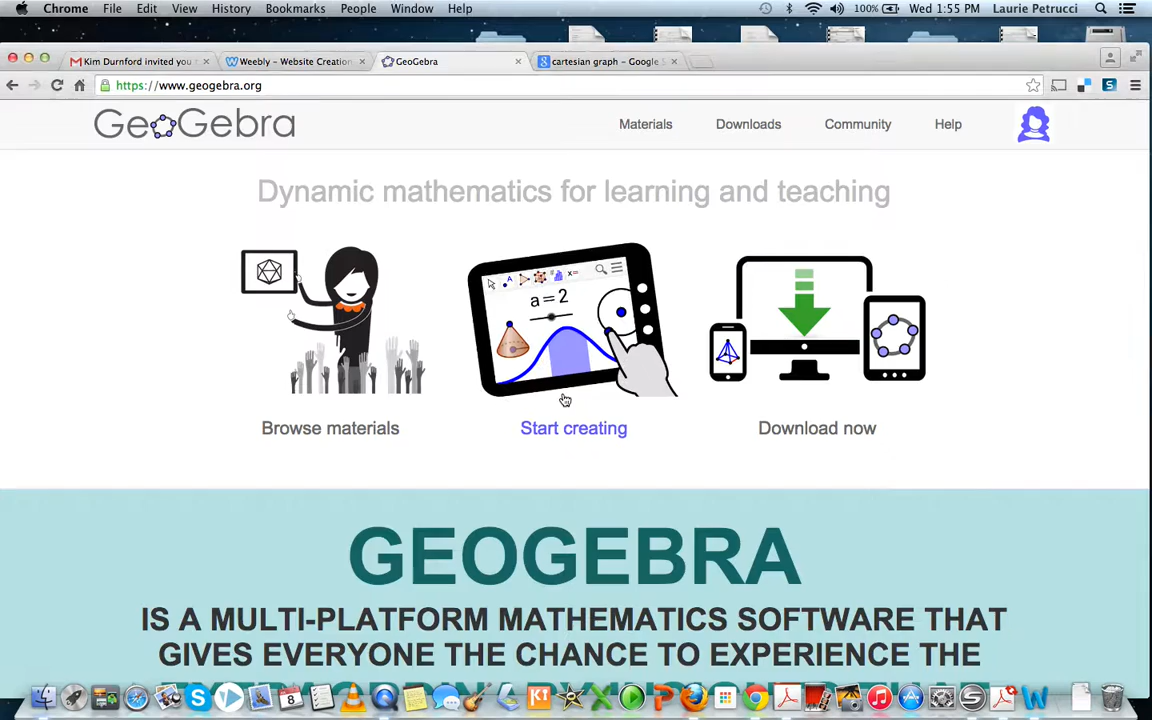 Chrome File Edit View History Bookmarks People Window Help 100% Wed 1:55 PM Laurie Petrucci
Kim Durnford invited you Weebly - Website Creation GeoGebra cartesian graph - Google S
https://www.geogebra.org
GeoGebra Materials Downloads Community Help
Dynamic mathematics for learning and teaching
a=2
Browse materials Start creating Download now
GEOGEBRA
IS A MULTI-PLATFORM MATHEMATICS SOFTWARE THAT
GIVES EVERYONE THE CHANCE TO EXPERIENCE THE